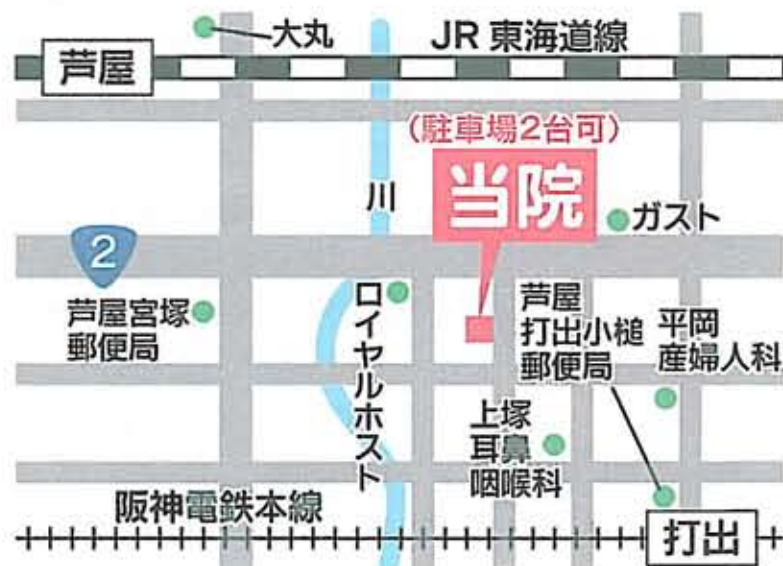 大丸
JR 東海道線
芦屋
(駐車場2台可)
当院
川
ガスト
2
芦屋宮塚
郵便局
ロイヤルホスト
芦屋
打出小槌
郵便局
平岡
産婦人科
上塚
耳鼻
咽喉科
阪神電鉄本線
打出